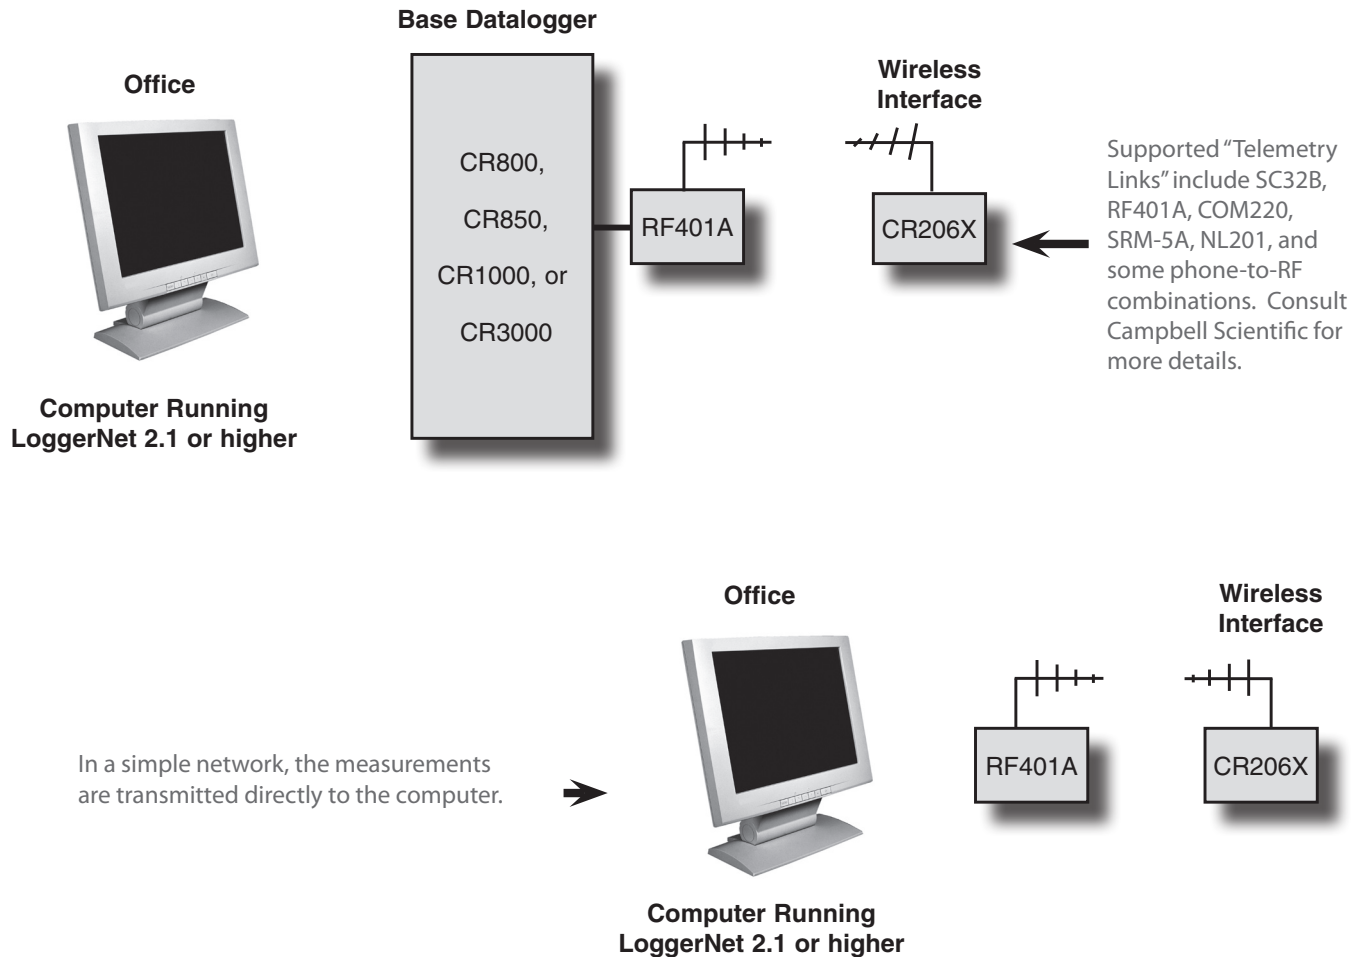 Base Datalogger
Office
Wireless
Interface
CR800,
CR850,
CR1000, or
CR3000
RF401A
CR206X
Supported “Telemetry
Links” include SC32B,
RF401A, COM220,
SRM-5A, NL201, and
some phone-to-RF
combinations.  Consult
Campbell Scientific for
more details.
Computer Running
LoggerNet 2.1 or higher
Office
Wireless
Interface
In a simple network, the measurements
are transmitted directly to the computer.
RF401A
CR206X
Computer Running
LoggerNet 2.1 or higher